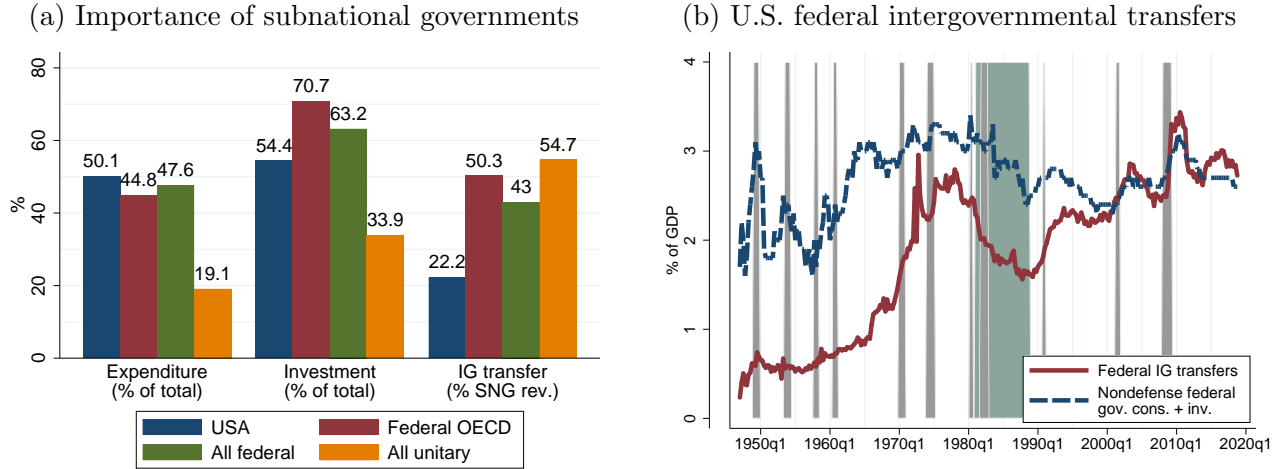 (a) Importance of subnational governments
%
80
60
40
20
0
50.1
44.8
47.6
19.1
54.4
70.7
63.2
33.9
22.2
50.3
43
54.7
Expenditure
(% of total)
Investment
(% of total)
IG transfer
(% SNG rev.)
USA
Federal OECD
All federal
All unitary
(b) U.S. federal intergovernmental transfers
% of GDP
4
3
2
1
0
Federal IG transfers
Nondefense federal
gov. cons. + inv.
1950q1 1960q1 1970q1 1980q1 1990q1 2000q1 2010q1 2020q1